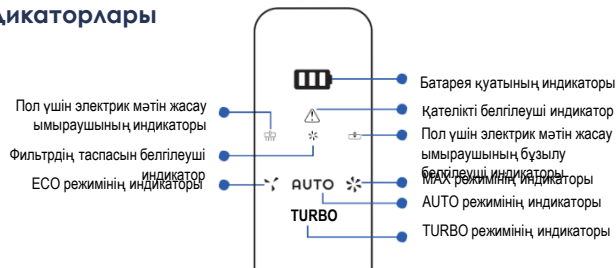 дикаторлары
Пол үшін электрик мәтін жасау
ымыраушының индикаторы
Фильтрдің таспасын белгілеуші
индикатор
ECO режимінің индикаторы
AUTO
TURBO
Батарея қуатының индикаторы
Қателікті белгілеуші индикатор
Пол үшін электрик мәтін жасау
ымыраушының бұзылу
белгілеуші индикаторы
MAX режимінің индикаторы
AUTO режимінің индикаторы
TURBO режимінің индикаторы